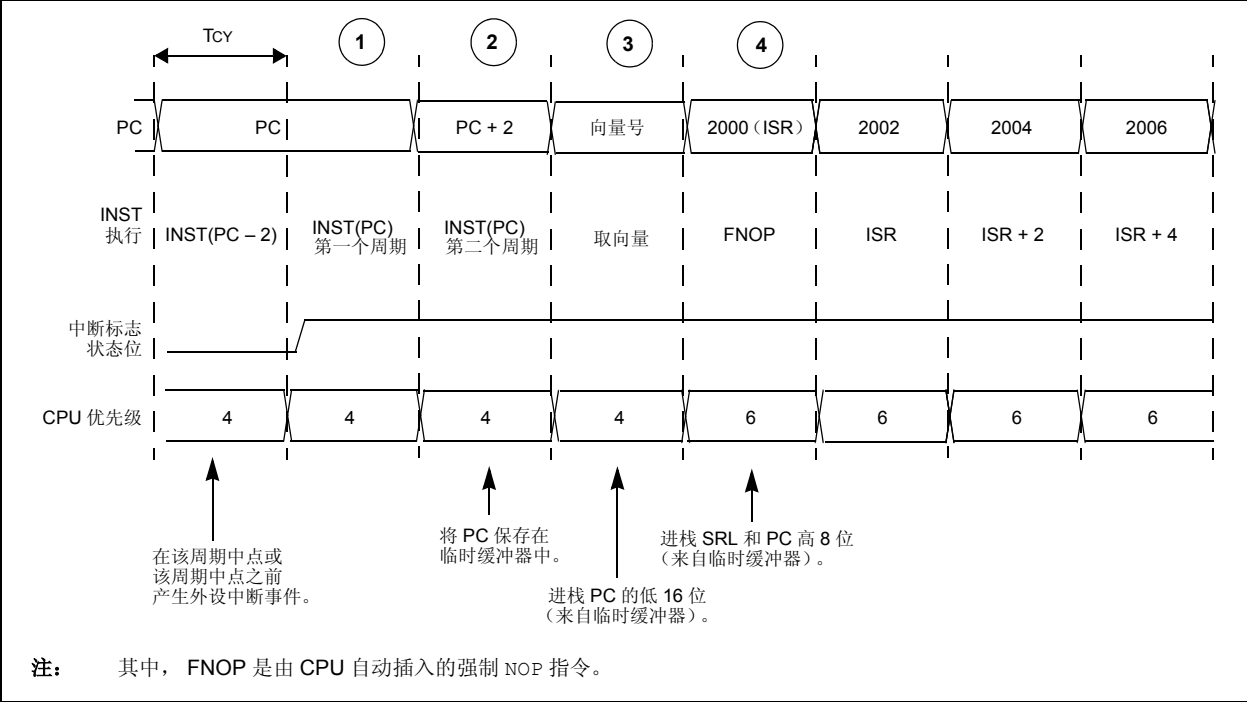 TCY
1
2
3
4
PC
PC
PC + 2
向量号
2000（ISR）
2002
2004
2006
INST
执行
INST(PC – 2)
INST(PC)
第一个周期
INST(PC)
第二个周期
取向量
FNOP
ISR
ISR + 2
ISR + 4
中断标志
状态位
CPU 优先级
4
4
4
4
6
6
6
6
在该周期中点或
该周期中点之前
产生外设中断事件。
将 PC 保存在
临时缓冲器中。
进栈 PC 的低 16 位
（来自临时缓冲器）。
进栈 SRL 和 PC 高 8 位
（来自临时缓冲器）。
注： 其中， FNOP 是由 CPU 自动插入的强制 NOP 指令。